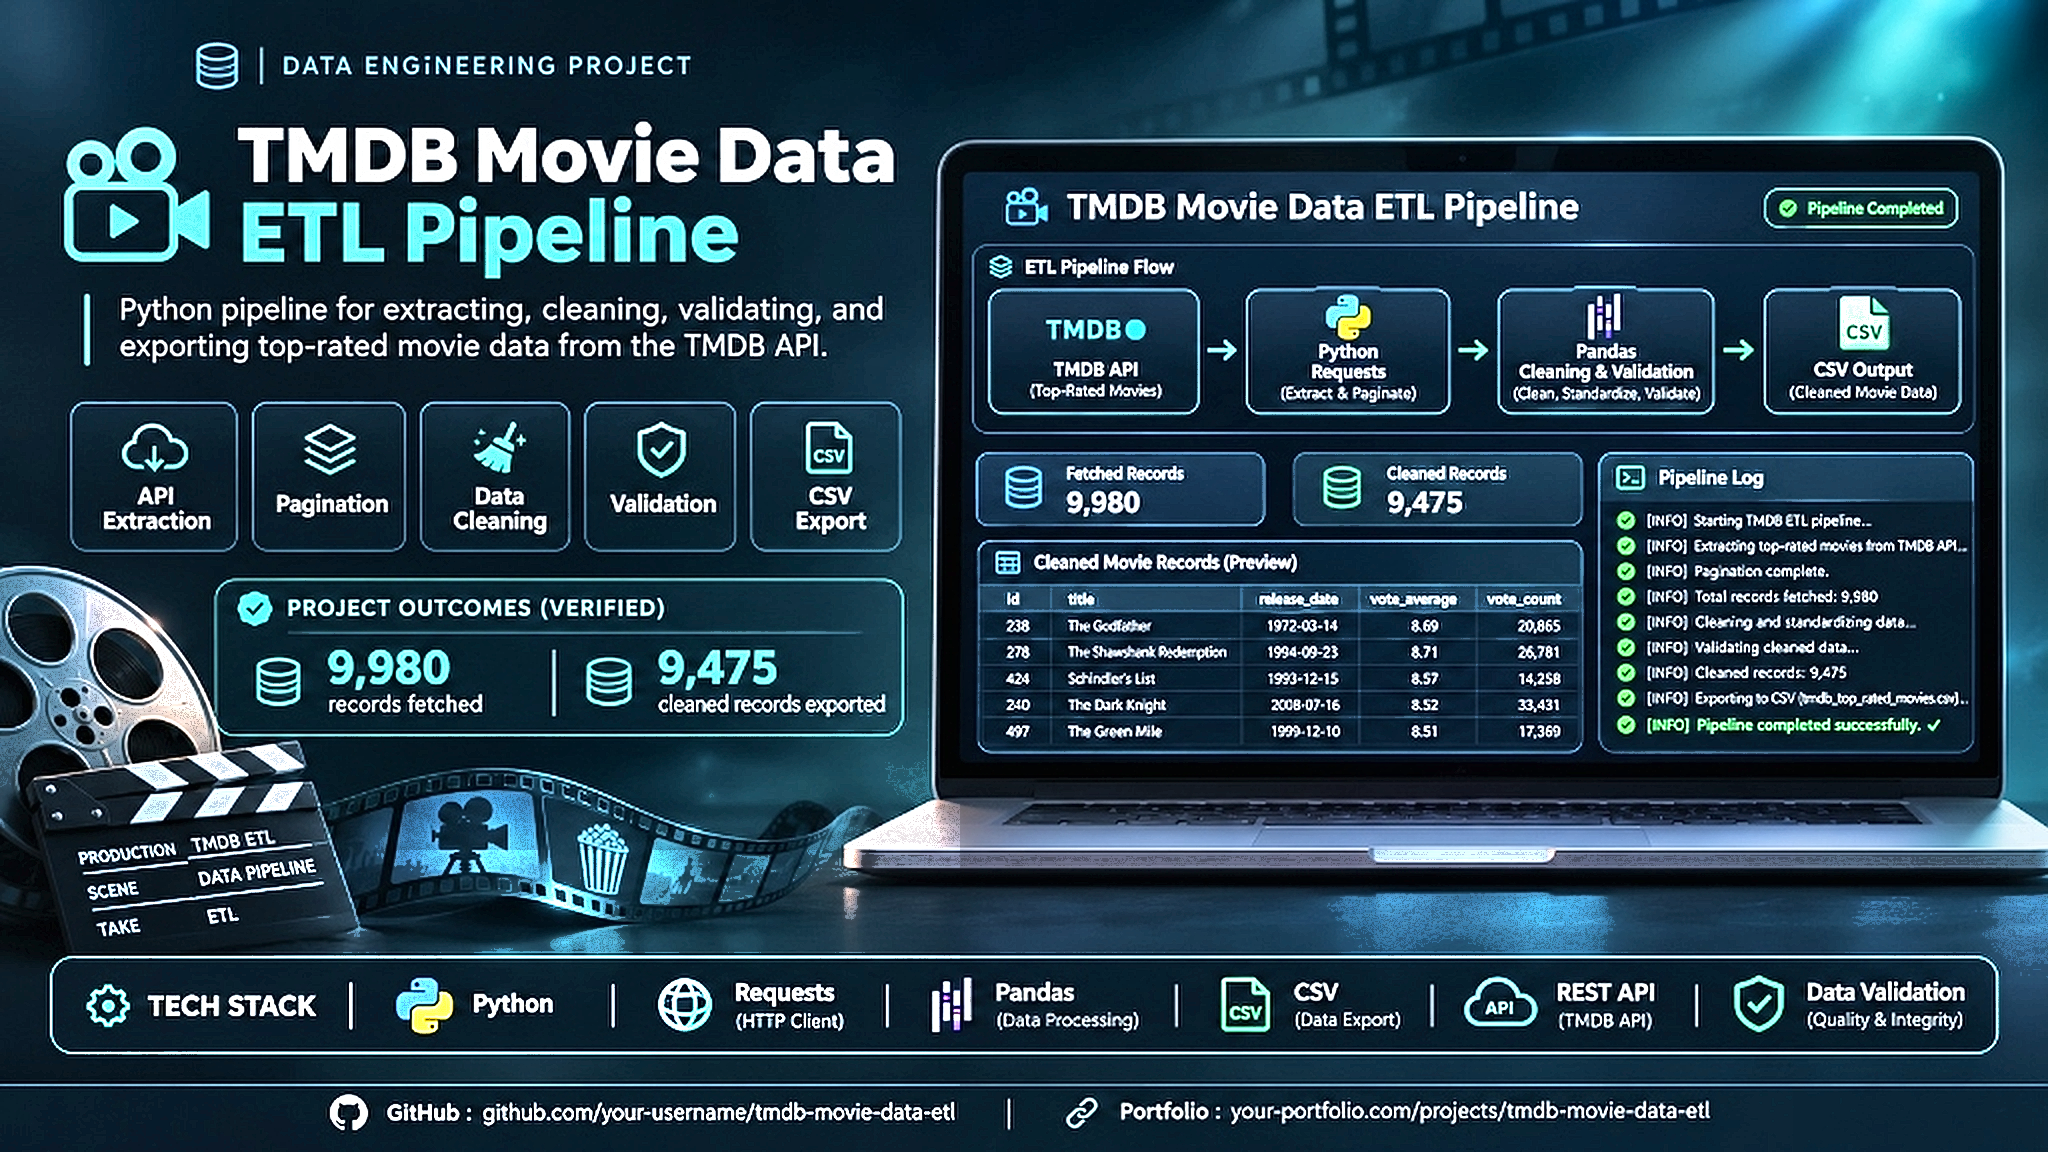 DATA ENGiNEERING PROJECT
TMDB Movie Data
ETL Pipeline
Python pipeline for extracting, cleaning, validating, and
exporting top-rated movie data from the TMDB API.
API
Extraction
Pagination
Data
Cleaning
Validation
CSV
CSV
Export
PROJECT OUTCOMES (VERIFIED)
9,980
records fetched
9,475
cleaned records exported
PRODUCTION TMDB ETL
SCENE DATA PIPELINE
TAKE ETL
TMDB Movie Data ETL Pipeline
Pipeline Completed
ETL Pipeline Flow
TMDB
TMDB API
(Top-Rated Movies)
Python
Requests
(Extract & Paginate)
Pandas
Cleaning & Validation
(Clean, Standardize, Validate)
CSV
CSV Output
(Cleaned Movie Data)
Fetched Records
9,980
Cleaned Records
9,475
Cleaned Movie Records (Preview)
id title release_date vote_average vote_count
238 The Godfather 1972-03-14 8.69 20,865
278 The Shawshank Redemption 1994-09-23 8.71 26,781
424 Schindler's List 1993-12-15 8.57 14,258
240 The Dark Knight 2008-07-16 8.52 33,431
497 The Green Mile 1999-12-10 8.51 17,369
Pipeline Log
[INFO] Starting TMDB ETL pipeline...
[INFO] Extracting top-rated movies from TMDB API...
[INFO] Pagination complete.
[INFO] Total records fetched: 9,980
[INFO] Cleaning and standardizing data...
[INFO] Validating cleaned data...
[INFO] Cleaned records: 9,475
[INFO] Exporting to CSV (tmdb_top_rated_movies.csv)...
[INFO] Pipeline completed successfully. ✓
TECH STACK
Python
Requests
(HTTP Client)
Pandas
(Data Processing)
CSV
CSV
(Data Export)
API
REST API
(TMDB API)
Data Validation
(Quality & Integrity)
GitHub : github.com/your-username/tmdb-movie-data-etl
Portfolio : your-portfolio.com/projects/tmdb-movie-data-etl